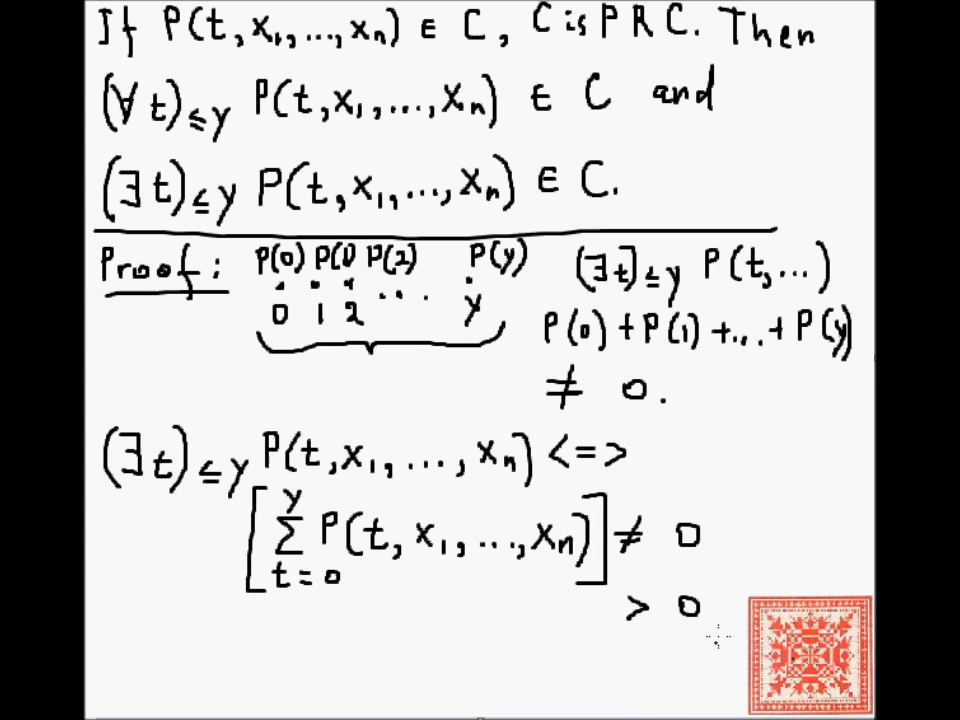 If P(t, x₁, ..., xₙ) ∈ C, C is PRC. Then
(∀t)≤y P(t, x₁, ..., xₙ) ∈ C and
(∃t)≤y P(t, x₁, ..., xₙ) ∈ C.
Proof: P(0) P(1) P(2) P(y) (∃t)≤y P(t, ...)
0 1 2 ... y P(0) + P(1) + ... + P(y)
≠ 0.
(∃t)≤y P(t, x₁, ..., xₙ) <=>
y
[Σ P(t, x₁, ..., xₙ)] ≠ 0
t = 0
> 0